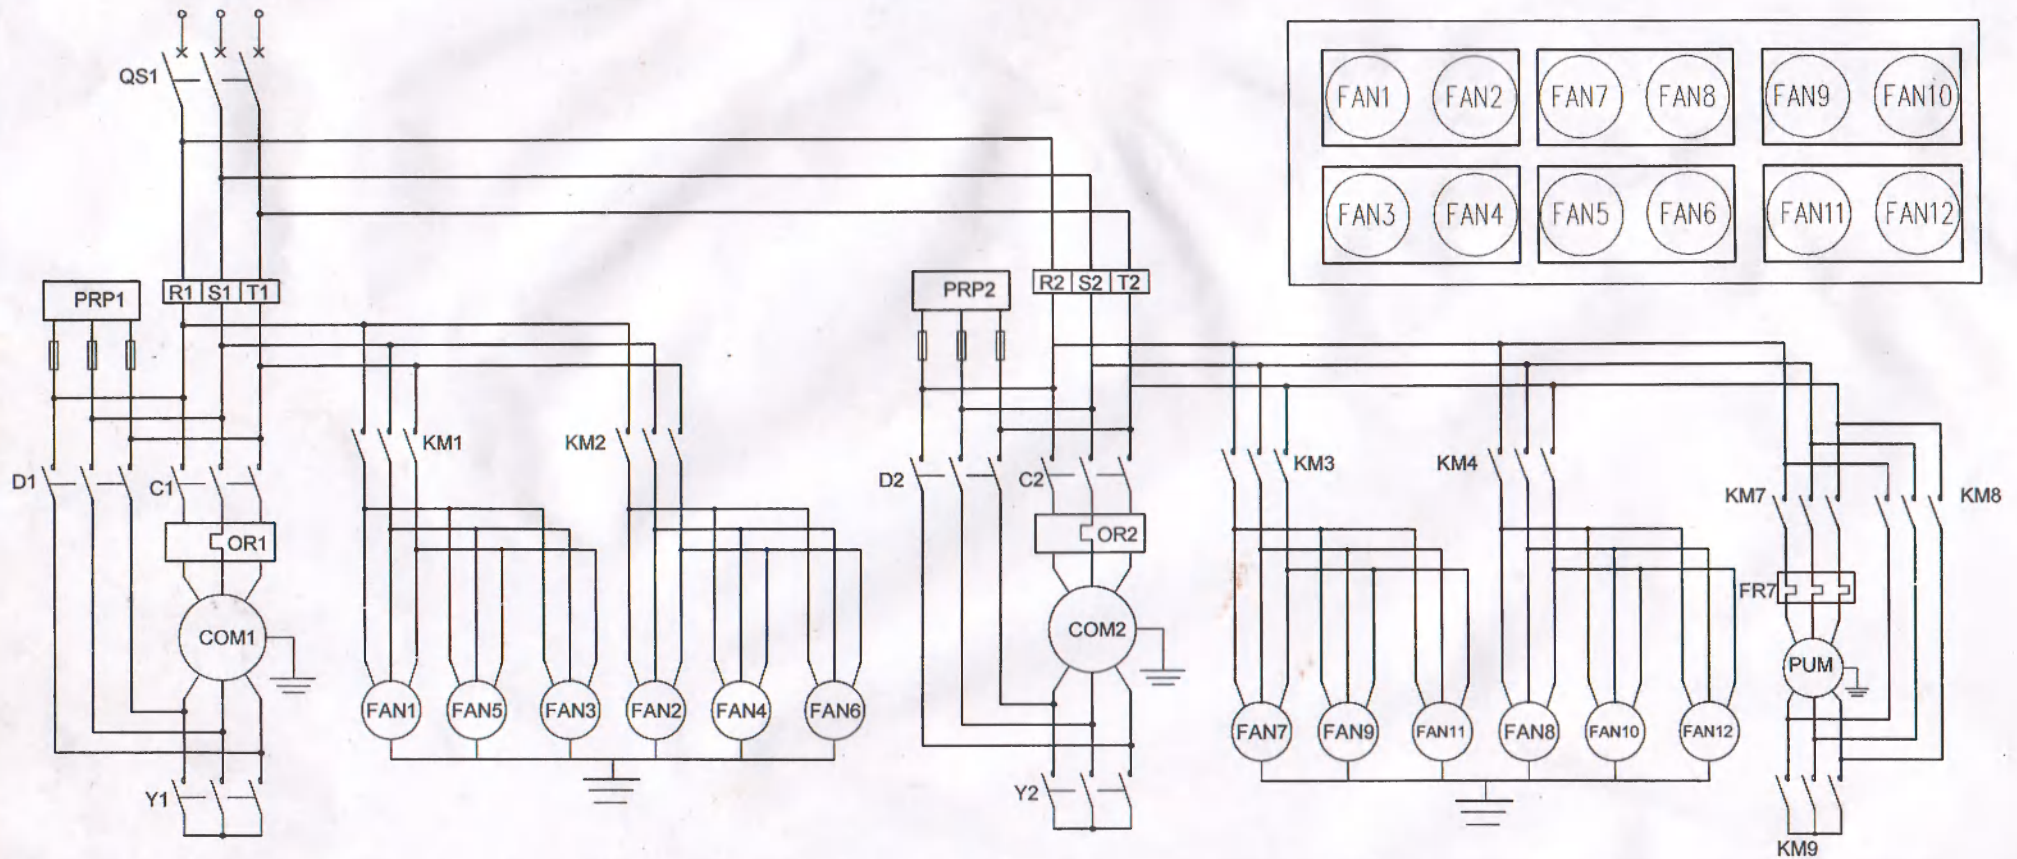 QS1
FAN1 FAN2 FAN7 FAN8 FAN9 FAN10
FAN3 FAN4 FAN5 FAN6 FAN11 FAN12
PRP1 R1 S1 T1
PRP2 R2 S2 T2
D1 C1 KM1 KM2
D2 C2 KM3 KM4 KM7 KM8
OR1
OR2
FR7
COM1
COM2
PUM
FAN1 FAN5 FAN3 FAN2 FAN4 FAN6
FAN7 FAN9 FAN11 FAN8 FAN10 FAN12
Y1
Y2
KM9